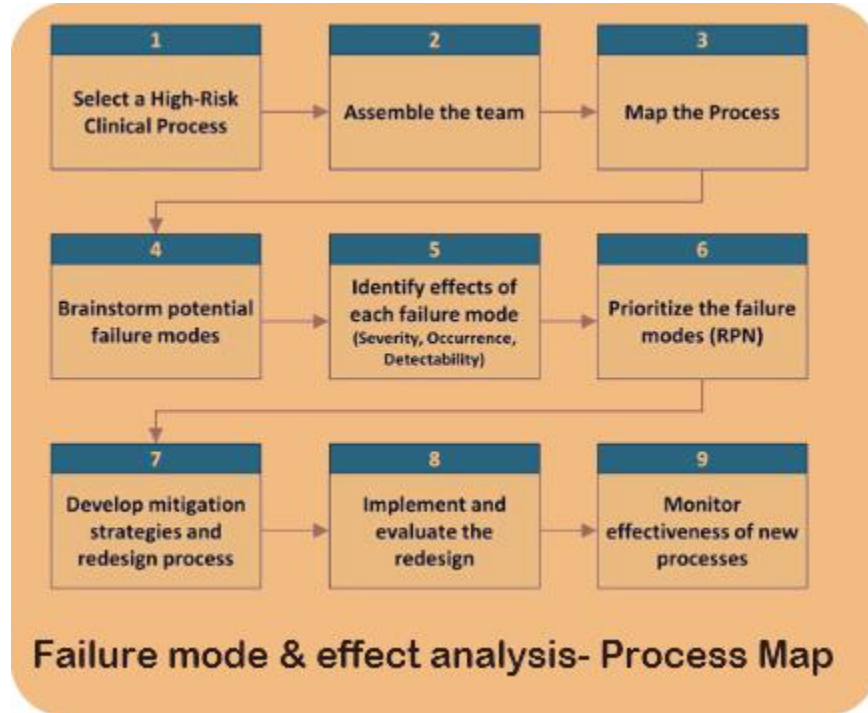 1
Select a High-Risk
Clinical Process
2
Assemble the team
3
Map the Process
4
Brainstorm potential
failure modes
5
Identify effects of
each failure mode
(Severity, Occurrence,
Detectability)
6
Prioritize the failure
modes (RPN)
7
Develop mitigation
strategies and
redesign process
8
Implement and
evaluate the
redesign
9
Monitor
effectiveness of new
processes
Failure mode & effect analysis- Process Map